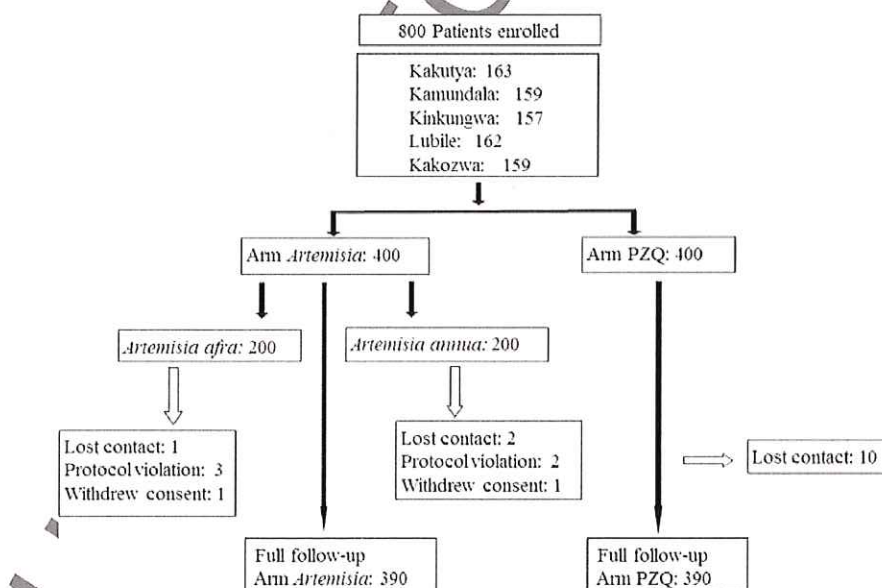 800 Patients enrolled
Kakutya: 163
Kamundala: 159
Kinkungwa: 157
Lubile: 162
Kakozwa: 159
Arm Artemisia: 400
Arm PZQ: 400
Artemisia afra: 200
Artemisia annua: 200
Lost contact: 1
Protocol violation: 3
Withdrew consent: 1
Lost contact: 2
Protocol violation: 2
Withdrew consent: 1
Lost contact: 10
Full follow-up
Arm Artemisia: 390
Full follow-up
Arm PZQ: 390